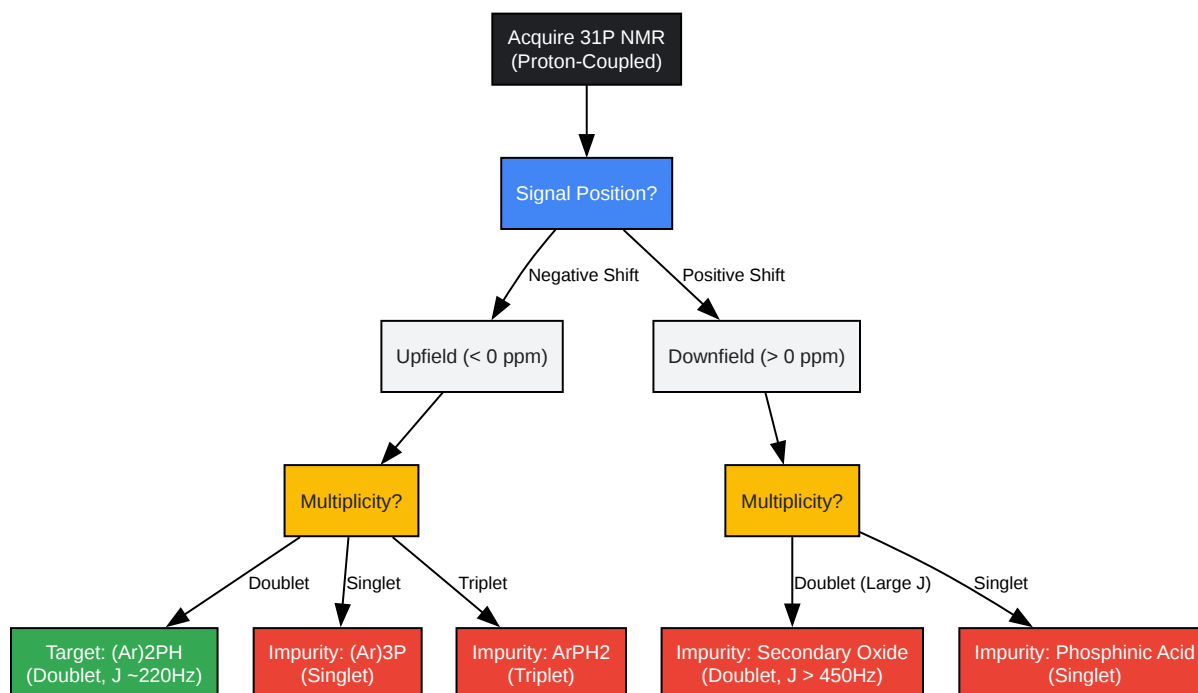 Acquire 31P NMR
(Proton-Coupled)
Signal Position?
Negative Shift
Positive Shift
Upfield (< 0 ppm)
Downfield (> 0 ppm)
Multiplicity?
Multiplicity?
Doublet
Singlet
Triplet
Doublet (Large J)
Singlet
Target: (Ar)2PH
(Doublet, J ~220Hz)
Impurity: (Ar)3P
(Singlet)
Impurity: ArPH2
(Triplet)
Impurity: Secondary Oxide
(Doublet, J > 450Hz)
Impurity: Phosphinic Acid
(Singlet)